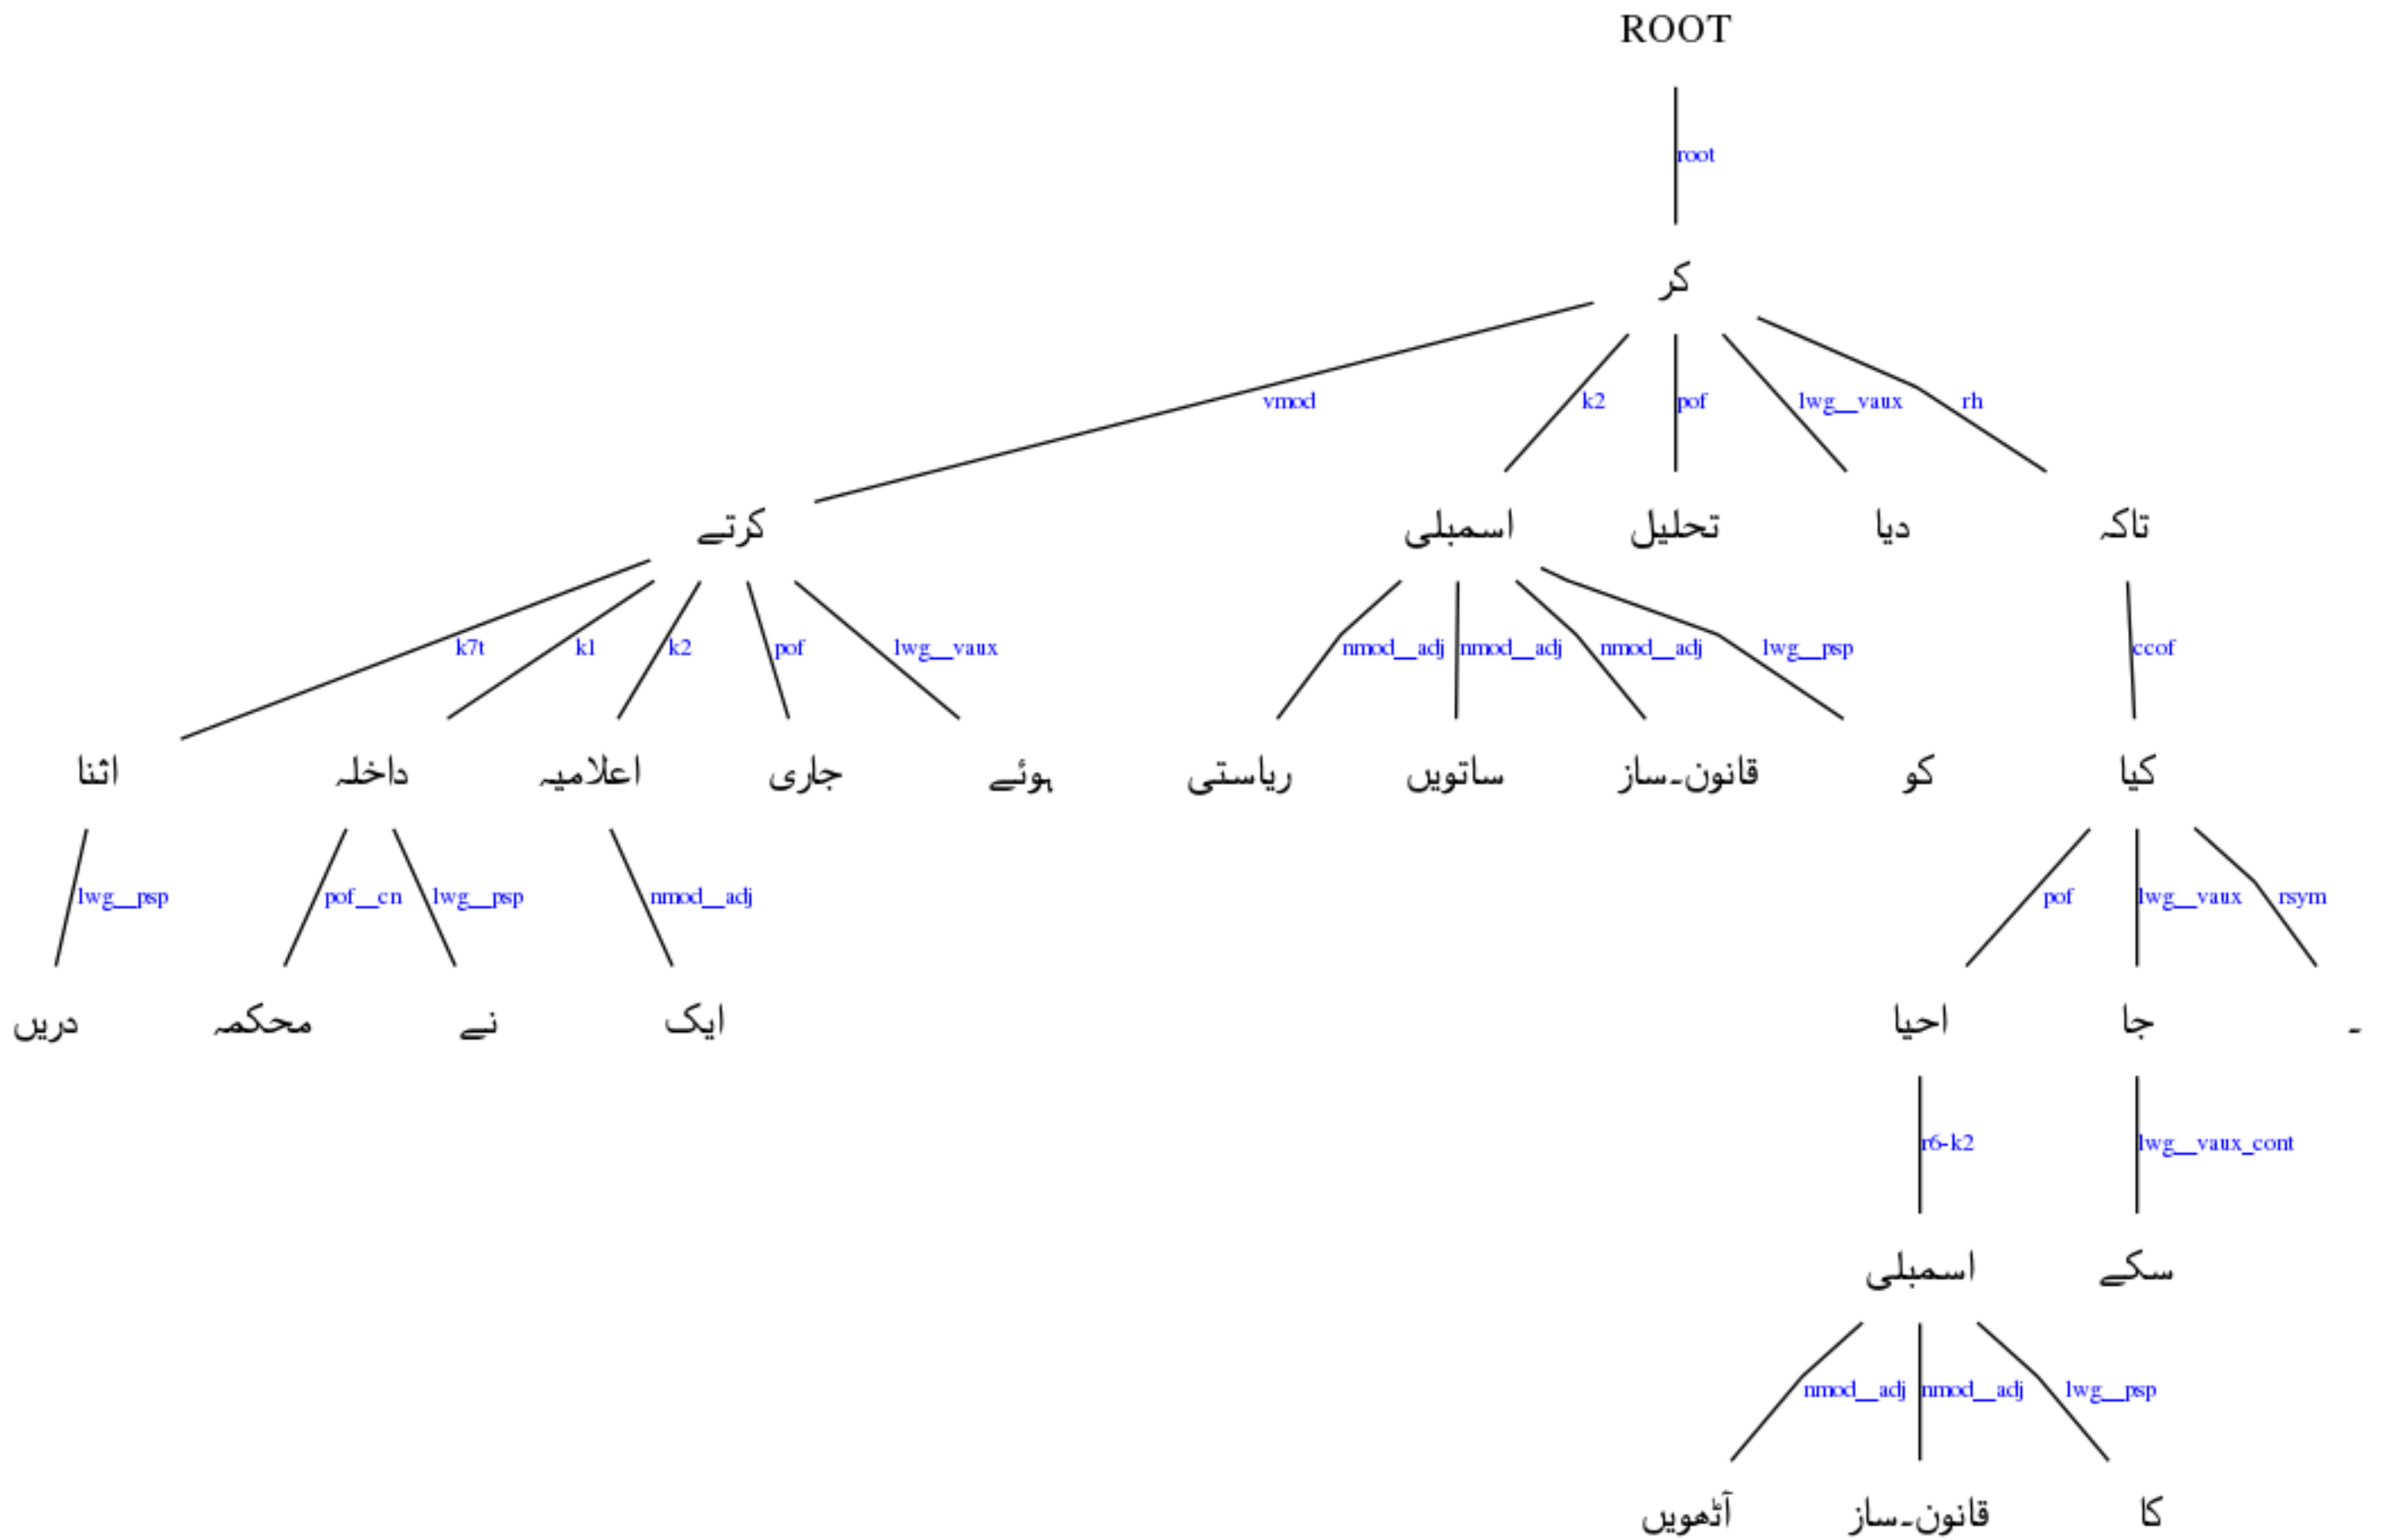 ROOT
root
کر
vmod k2 pof lwg__vaux rh
کرتے اسمبلی تحلیل دیا تاکہ
k7t k1 k2 pof lwg__vaux nmod__adj nmod__adj nmod__adj lwg__psp ccof
اثنا داخلہ اعلامیہ جاری ہوئے ریاستی ساتویں قانون۔ساز کو کیا
lwg__psp pof__cn lwg__psp nmod__adj pof lwg__vaux rsym
دریں محکمہ نے ایک احیا جا ۔
r6-k2 lwg__vaux_cont
اسمبلی سکے
nmod__adj nmod__adj lwg__psp
آٹھویں قانون۔ساز کا